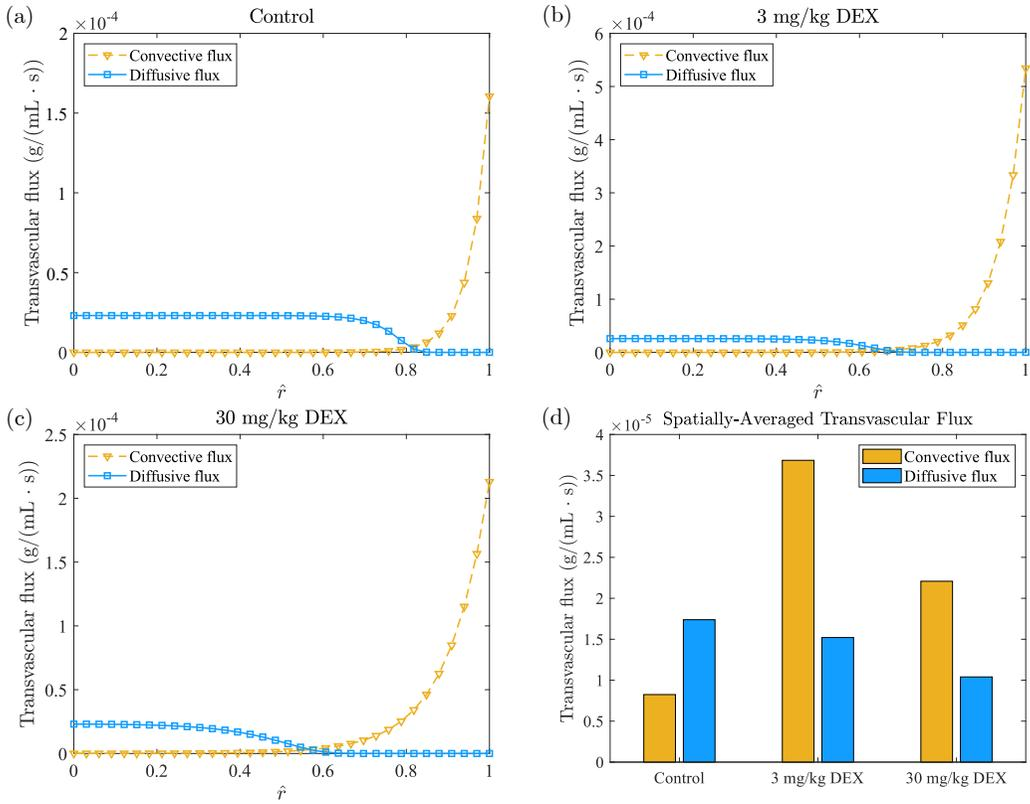 (a)
×10-4
Control
2
1.5
1
0.5
0
Transvascular flux (g/(mL · s))
Convective flux
Diffusive flux
0 0.2 0.4 0.6 0.8 1
r̂
(b)
×10-4
3 mg/kg DEX
6
5
4
3
2
1
0
Transvascular flux (g/(mL · s))
Convective flux
Diffusive flux
0 0.2 0.4 0.6 0.8 1
r̂
(c)
×10-4
30 mg/kg DEX
2.5
2
1.5
1
0.5
0
Transvascular flux (g/(mL · s))
Convective flux
Diffusive flux
0 0.2 0.4 0.6 0.8 1
r̂
(d)
×10-5
Spatially-Averaged Transvascular Flux
4
3.5
3
2.5
2
1.5
1
0.5
0
Transvascular flux (g/(mL · s))
Convective flux
Diffusive flux
Control 3 mg/kg DEX 30 mg/kg DEX